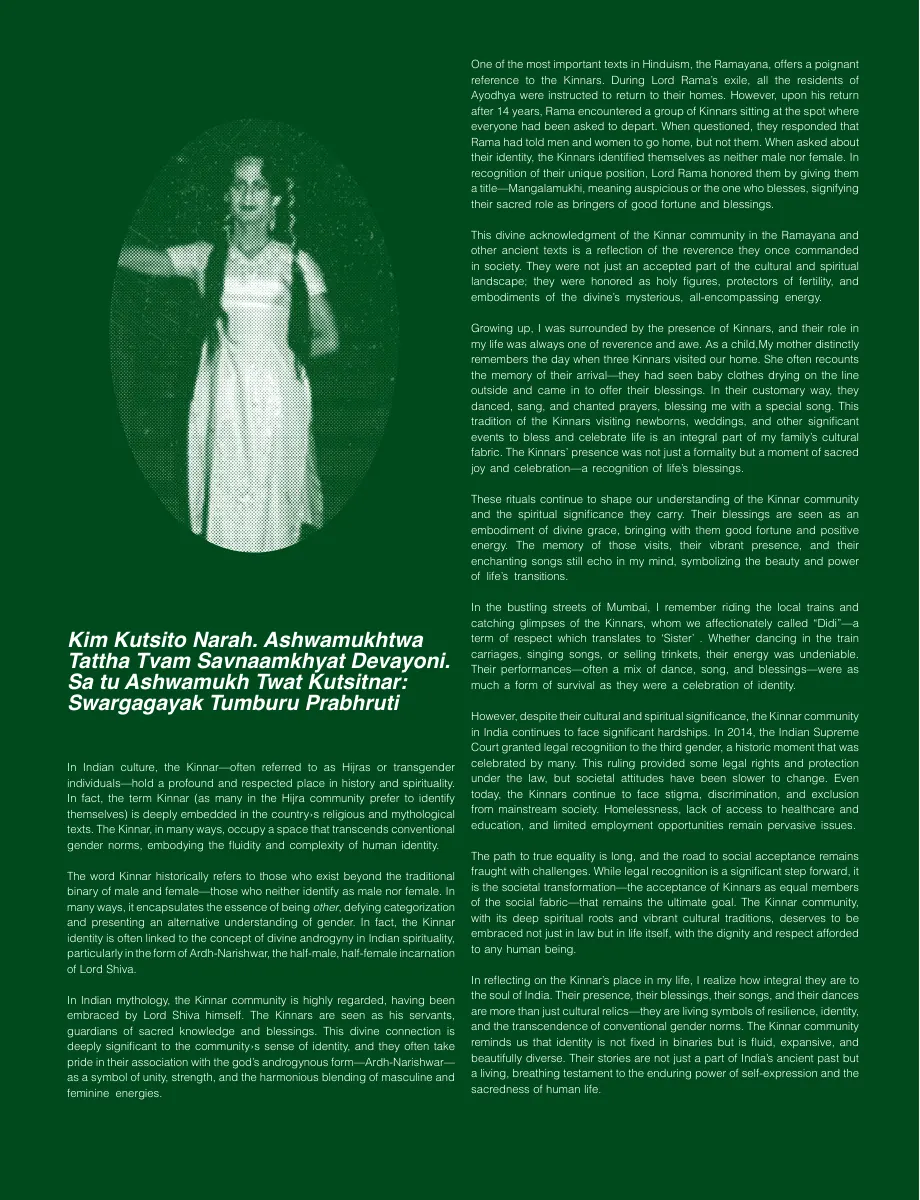 Kim Kutsito Narah. Ashwamukhtwa
Tattha Tvam Savnaamkhyat Devayoni.
Sa tu Ashwamukh Twat Kutsitnar:
Swargagayak Tumburu Prabhruti
In Indian culture, the Kinnar—often referred to as Hijras or transgender
individuals—hold a profound and respected place in history and spirituality.
In fact, the term Kinnar (as many in the Hijra community prefer to identify
themselves) is deeply embedded in the country›s religious and mythological
texts. The Kinnar, in many ways, occupy a space that transcends conventional
gender norms, embodying the fluidity and complexity of human identity.
The word Kinnar historically refers to those who exist beyond the traditional
binary of male and female—those who neither identify as male nor female. In
many ways, it encapsulates the essence of being other, defying categorization
and presenting an alternative understanding of gender. In fact, the Kinnar
identity is often linked to the concept of divine androgyny in Indian spirituality,
particularly in the form of Ardh-Narishwar, the half-male, half-female incarnation
of Lord Shiva.
In Indian mythology, the Kinnar community is highly regarded, having been
embraced by Lord Shiva himself. The Kinnars are seen as his servants,
guardians of sacred knowledge and blessings. This divine connection is
deeply significant to the community›s sense of identity, and they often take
pride in their association with the god's androgynous form—Ardh-Narishwar—
as a symbol of unity, strength, and the harmonious blending of masculine and
feminine energies.
One of the most important texts in Hinduism, the Ramayana, offers a poignant
reference to the Kinnars. During Lord Rama's exile, all the residents of
Ayodhya were instructed to return to their homes. However, upon his return
after 14 years, Rama encountered a group of Kinnars sitting at the spot where
everyone had been asked to depart. When questioned, they responded that
Rama had told men and women to go home, but not them. When asked about
their identity, the Kinnars identified themselves as neither male nor female. In
recognition of their unique position, Lord Rama honored them by giving them
a title—Mangalamukhi, meaning auspicious or the one who blesses, signifying
their sacred role as bringers of good fortune and blessings.
This divine acknowledgment of the Kinnar community in the Ramayana and
other ancient texts is a reflection of the reverence they once commanded
in society. They were not just an accepted part of the cultural and spiritual
landscape; they were honored as holy figures, protectors of fertility, and
embodiments of the divine's mysterious, all-encompassing energy.
Growing up, I was surrounded by the presence of Kinnars, and their role in
my life was always one of reverence and awe. As a child,My mother distinctly
remembers the day when three Kinnars visited our home. She often recounts
the memory of their arrival—they had seen baby clothes drying on the line
outside and came in to offer their blessings. In their customary way, they
danced, sang, and chanted prayers, blessing me with a special song. This
tradition of the Kinnars visiting newborns, weddings, and other significant
events to bless and celebrate life is an integral part of my family's cultural
fabric. The Kinnars' presence was not just a formality but a moment of sacred
joy and celebration—a recognition of life's blessings.
These rituals continue to shape our understanding of the Kinnar community
and the spiritual significance they carry. Their blessings are seen as an
embodiment of divine grace, bringing with them good fortune and positive
energy. The memory of those visits, their vibrant presence, and their
enchanting songs still echo in my mind, symbolizing the beauty and power
of life's transitions.
In the bustling streets of Mumbai, I remember riding the local trains and
catching glimpses of the Kinnars, whom we affectionately called “Didi”—a
term of respect which translates to 'Sister' . Whether dancing in the train
carriages, singing songs, or selling trinkets, their energy was undeniable.
Their performances—often a mix of dance, song, and blessings—were as
much a form of survival as they were a celebration of identity.
However, despite their cultural and spiritual significance, the Kinnar community
in India continues to face significant hardships. In 2014, the Indian Supreme
Court granted legal recognition to the third gender, a historic moment that was
celebrated by many. This ruling provided some legal rights and protection
under the law, but societal attitudes have been slower to change. Even
today, the Kinnars continue to face stigma, discrimination, and exclusion
from mainstream society. Homelessness, lack of access to healthcare and
education, and limited employment opportunities remain pervasive issues.
The path to true equality is long, and the road to social acceptance remains
fraught with challenges. While legal recognition is a significant step forward, it
is the societal transformation—the acceptance of Kinnars as equal members
of the social fabric—that remains the ultimate goal. The Kinnar community,
with its deep spiritual roots and vibrant cultural traditions, deserves to be
embraced not just in law but in life itself, with the dignity and respect afforded
to any human being.
In reflecting on the Kinnar's place in my life, I realize how integral they are to
the soul of India. Their presence, their blessings, their songs, and their dances
are more than just cultural relics—they are living symbols of resilience, identity,
and the transcendence of conventional gender norms. The Kinnar community
reminds us that identity is not fixed in binaries but is fluid, expansive, and
beautifully diverse. Their stories are not just a part of India's ancient past but
a living, breathing testament to the enduring power of self-expression and the
sacredness of human life.